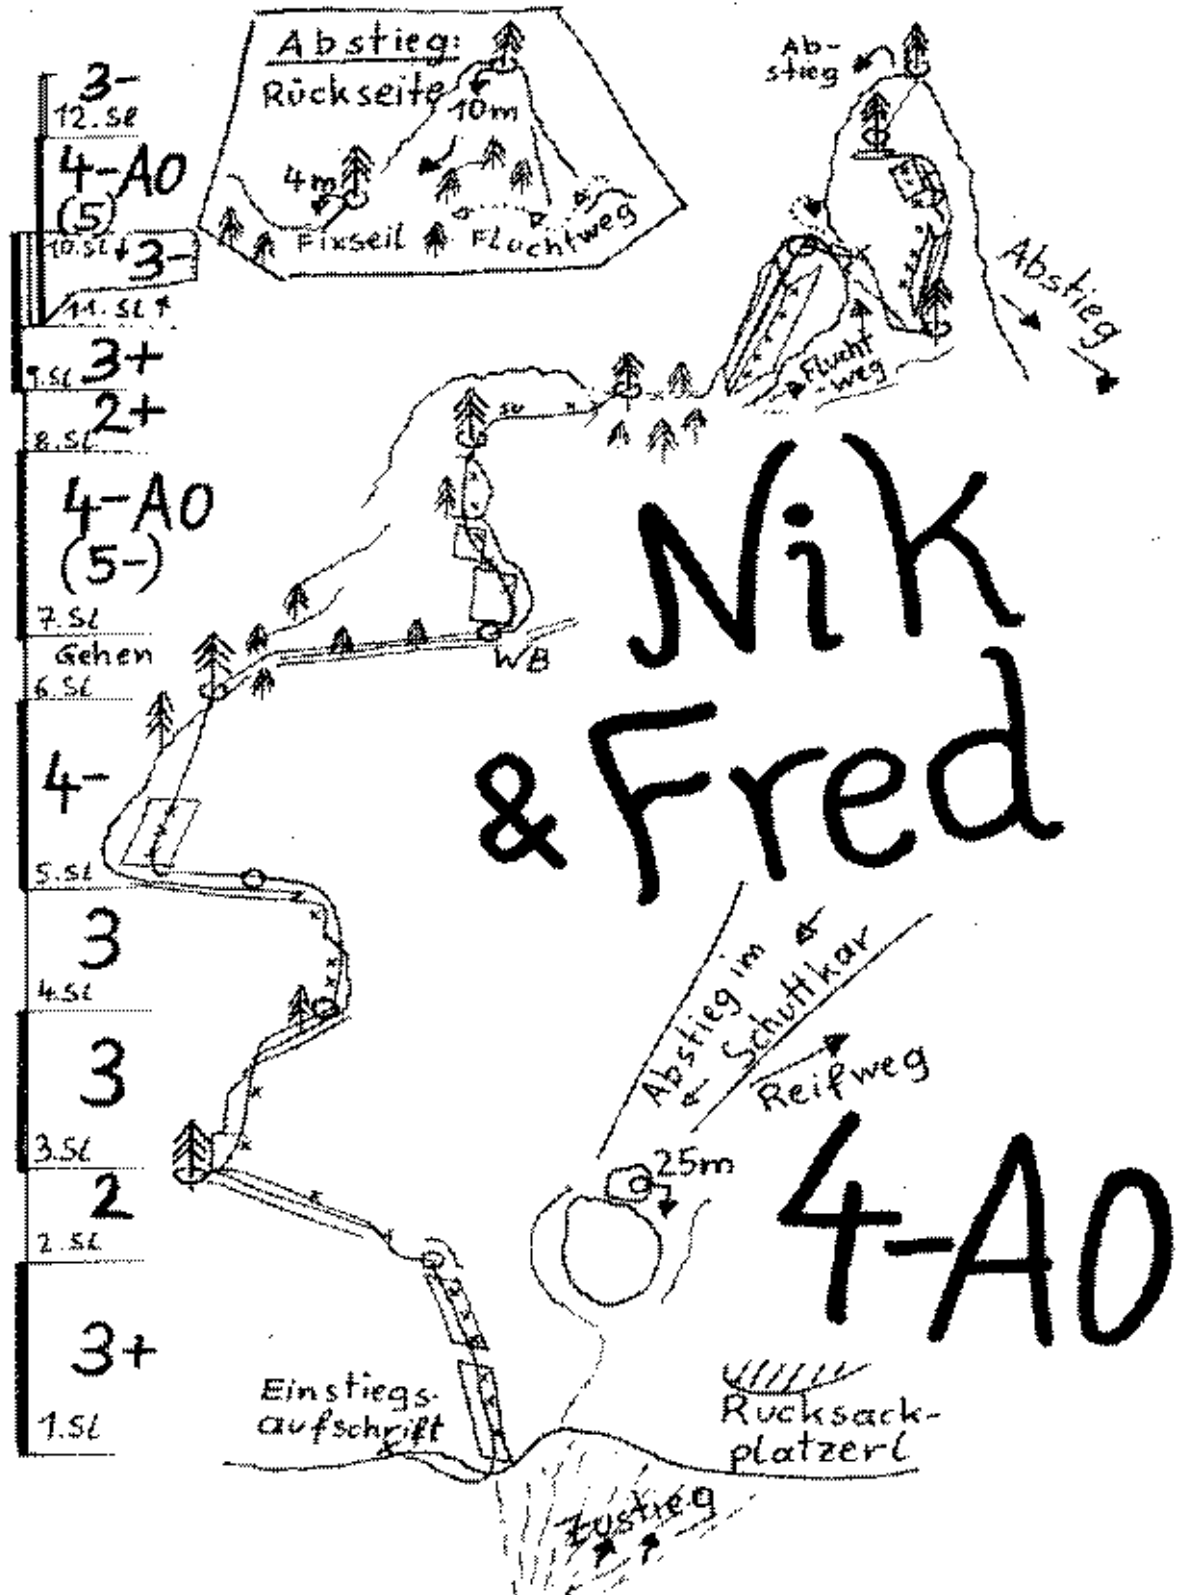 Abstieg:
Rückseite
10m
4m
Fixseil
Fluchtweg
Ab-
stieg
Abstieg
Flucht
-weg
3-
12.SL
4-A0
(5)
10.SL
3-
11.SL
3+
9.SL
2+
8.SL
4-A0
(5-)
7.SL
Gehen
6.SL
4-
5.SL
3
4.SL
3
3.SL
2
2.SL
3+
1.SL
SU
WB
Nik
& Fred
Abstieg im
Schuttkar
Reifweg
25m
4-A0
Einstiegs-
aufschrift
Rucksack-
platzerl
Zustieg